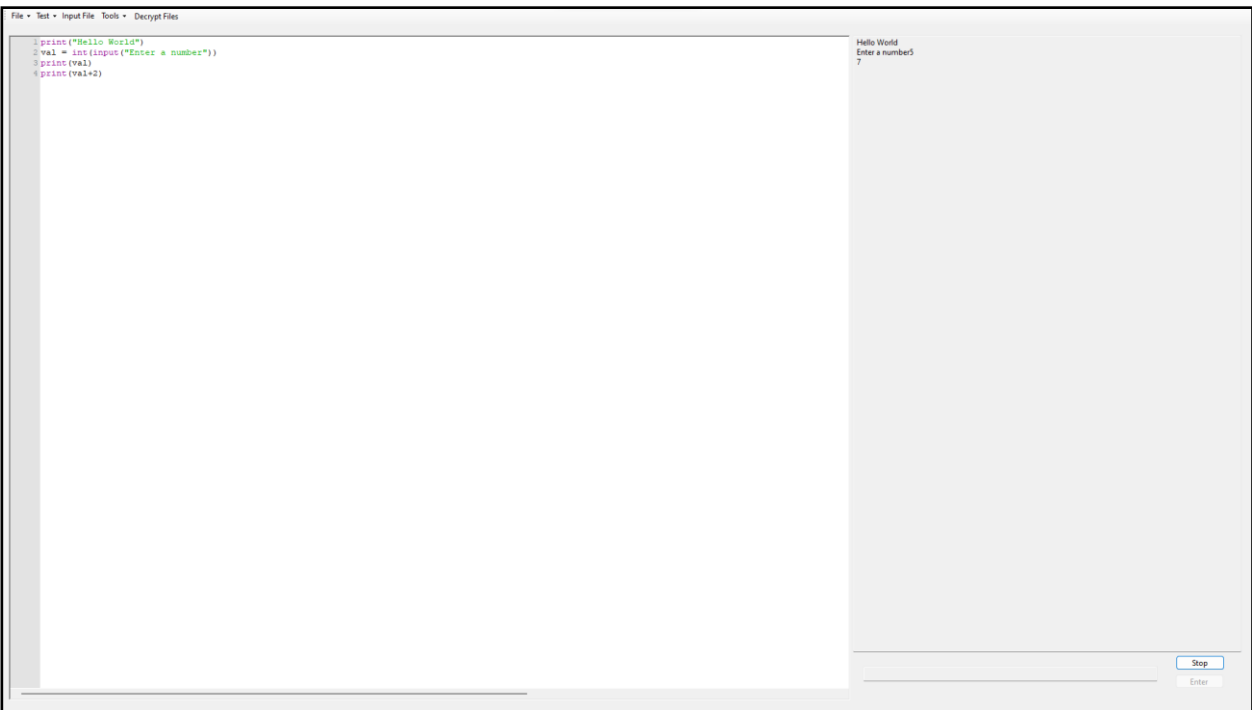 File Test Input File Tools Decrypt Files
1 print("Hello World")
2 val = int(input("Enter a number"))
3 print(val)
4 print(val+2)
Hello World
Enter a number5
7
Stop
Enter